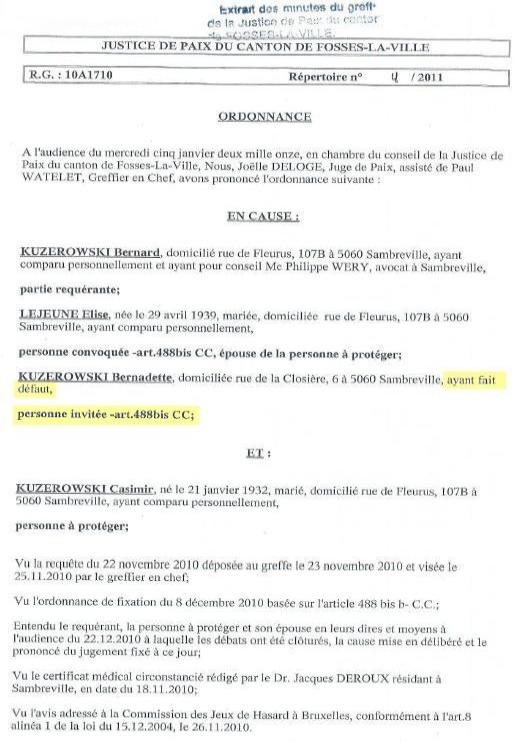 Extrait des minutes du greff
de la Justice de Paix du canton
de FOSSES-LA-VILLE.
JUSTICE DE PAIX DU CANTON DE FOSSES-LA-VILLE
R.G. : 10A1710 Répertoire n° 4 / 2011
ORDONNANCE
A l'audience du mercredi cinq janvier deux mille onze, en chambre du conseil de la Justice de
Paix du canton de Fosses-La-Ville, Nous, Joëlle DELOGE, Juge de Paix, assisté de Paul
WATELET, Greffier en Chef, avons prononcé l'ordonnance suivante :
EN CAUSE :
KUZEROWSKI Bernard, domicilié rue de Fleurus, 107B à 5060 Sambreville, ayant
comparu personnellement et ayant pour conseil Me Philippe WERY, avocat à Sambreville,
partie requérante;
LEJEUNE Elise, née le 29 avril 1939, mariée, domiciliée rue de Fleurus, 107B à 5060
Sambreville, ayant comparu personnellement,
personne convoquée -art.488bis CC, épouse de la personne à protéger;
KUZEROWSKI Bernadette, domiciliée rue de la Closière, 6 à 5060 Sambreville, ayant fait
défaut,
personne invitée -art.488bis CC;
ET :
KUZEROWSKI Casimir, né le 21 janvier 1932, marié, domicilié rue de Fleurus, 107B à
5060 Sambreville, ayant comparu personnellement,
personne à protéger;
Vu la requête du 22 novembre 2010 déposée au greffe le 23 novembre 2010 et visée le
25.11.2010 par le greffier en chef;
Vu l'ordonnance de fixation du 8 décembre 2010 basée sur l'article 488 bis b- C.C.;
Entendu le requérant, la personne à protéger et son épouse en leurs dires et moyens à
l'audience du 22.12.2010 à laquelle les débats ont été clôturés, la cause mise en délibéré et le
prononcé du jugement fixé à ce jour;
Vu le certificat médical circonstancié rédigé par le Dr. Jacques DEROUX résidant à
Sambreville, en date du 18.11.2010;
Vu l'avis adressé à la Commission des Jeux de Hasard à Bruxelles, conformément à l'art.8
alinéa 1 de la loi du 15.12.2004, le 26.11.2010.